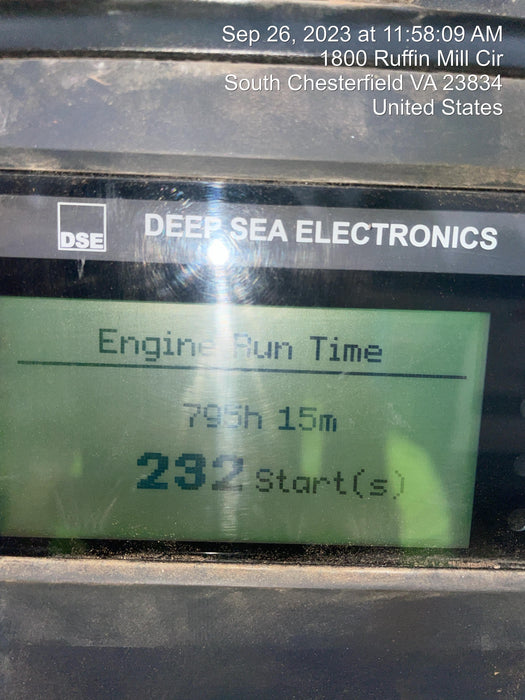 Sep 26, 2023 at 11:58:09 AM
1800 Ruffin Mill Cir
South Chesterfield VA 23834
United States
DSE
DEEP SEA ELECTRONICS
Engine Run Time
795h 15m
232 Start(s)